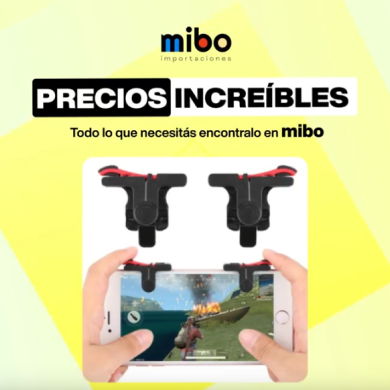 mibo
importaciones
PRECIOS INCREÍBLES
Todo lo que necesitás encontralo en mibo